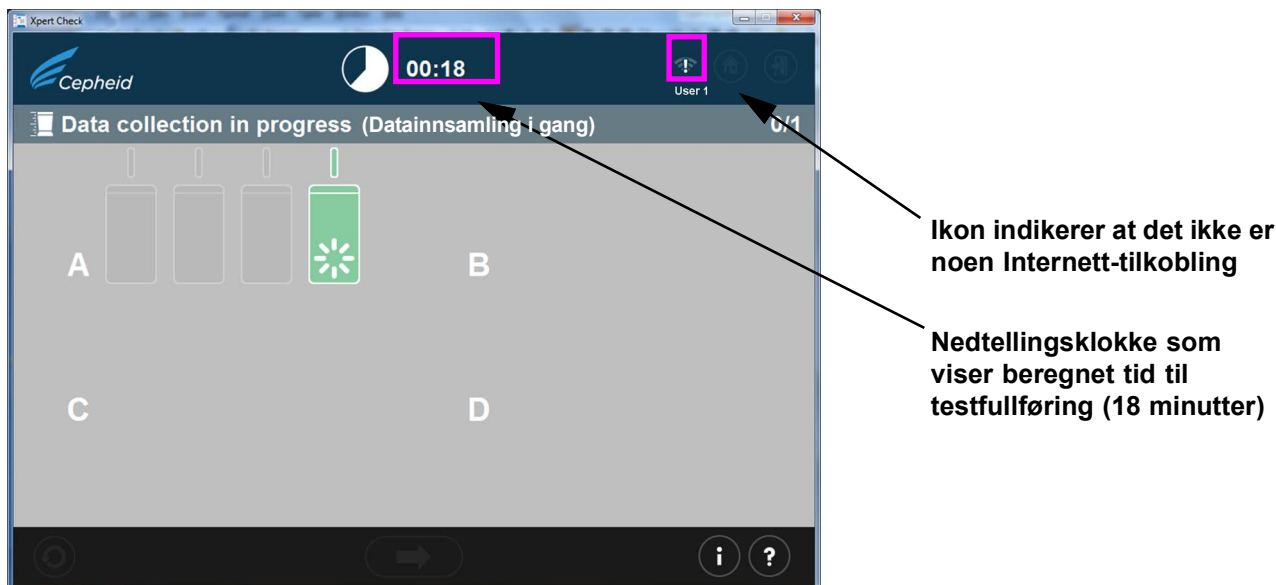 Xpert Check
Cepheid
00:18
User 1
Data collection in progress (Datainnsamling i gang)
0/1
A
B
C
D
i
?
Ikon indikerer at det ikke er
noen Internett-tilkobling
Nedtellingsklokke som
viser beregnet tid til
testfullføring (18 minutter)